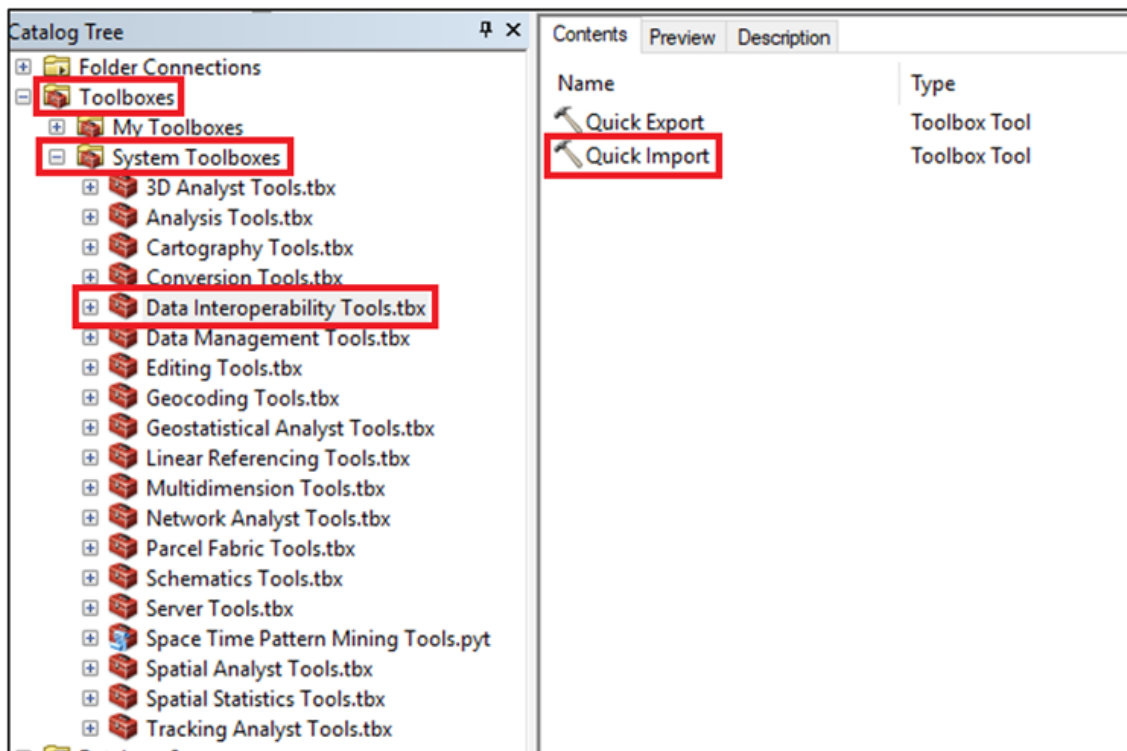 Catalog Tree
Folder Connections
Toolboxes
My Toolboxes
System Toolboxes
3D Analyst Tools.tbx
Analysis Tools.tbx
Cartography Tools.tbx
Conversion Tools.tbx
Data Interoperability Tools.tbx
Data Management Tools.tbx
Editing Tools.tbx
Geocoding Tools.tbx
Geostatistical Analyst Tools.tbx
Linear Referencing Tools.tbx
Multidimension Tools.tbx
Network Analyst Tools.tbx
Parcel Fabric Tools.tbx
Schematics Tools.tbx
Server Tools.tbx
Space Time Pattern Mining Tools.pyt
Spatial Analyst Tools.tbx
Spatial Statistics Tools.tbx
Tracking Analyst Tools.tbx
Contents Preview Description
Name Type
Quick Export Toolbox Tool
Quick Import Toolbox Tool